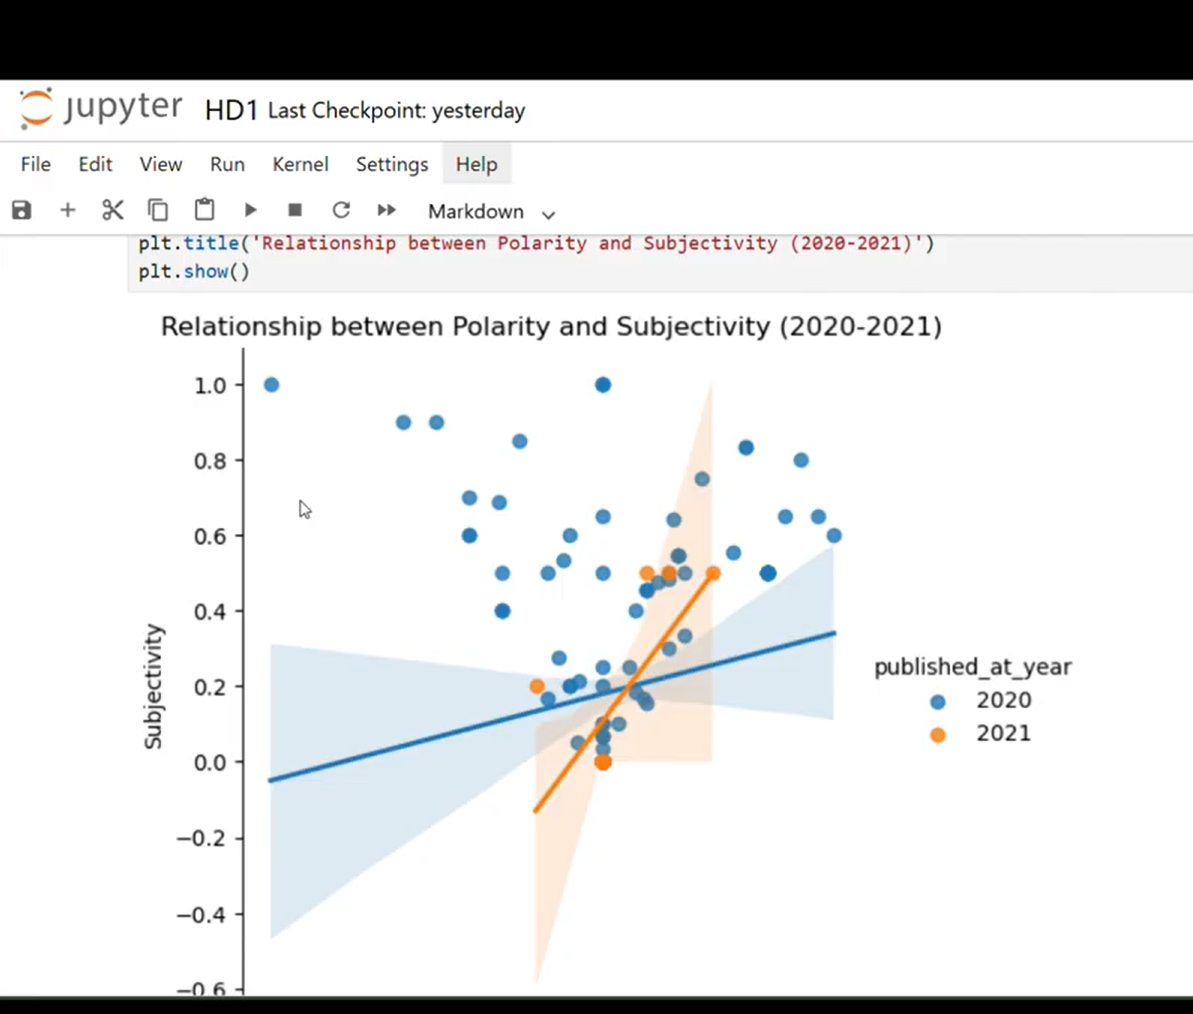 jupyter HD1 Last Checkpoint: yesterday
File Edit View Run Kernel Settings Help
Markdown
plt.title('Relationship between Polarity and Subjectivity (2020-2021)')
plt.show()
Relationship between Polarity and Subjectivity (2020-2021)
1.0
0.8
0.6
0.4
0.2
0.0
−0.2
−0.4
−0.6
Subjectivity
published_at_year
2020
2021